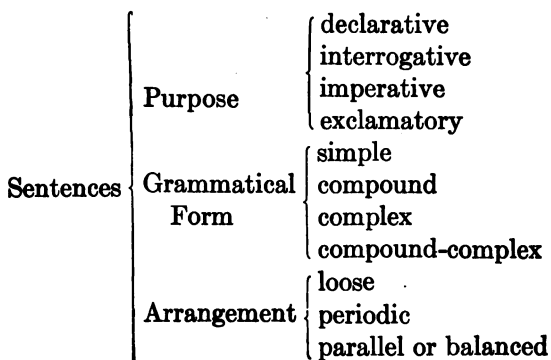 Sentences
Purpose
declarative
interrogative
imperative
exclamatory
Grammatical
Form
simple
compound
complex
compound-complex
Arrangement
loose
periodic
parallel or balanced